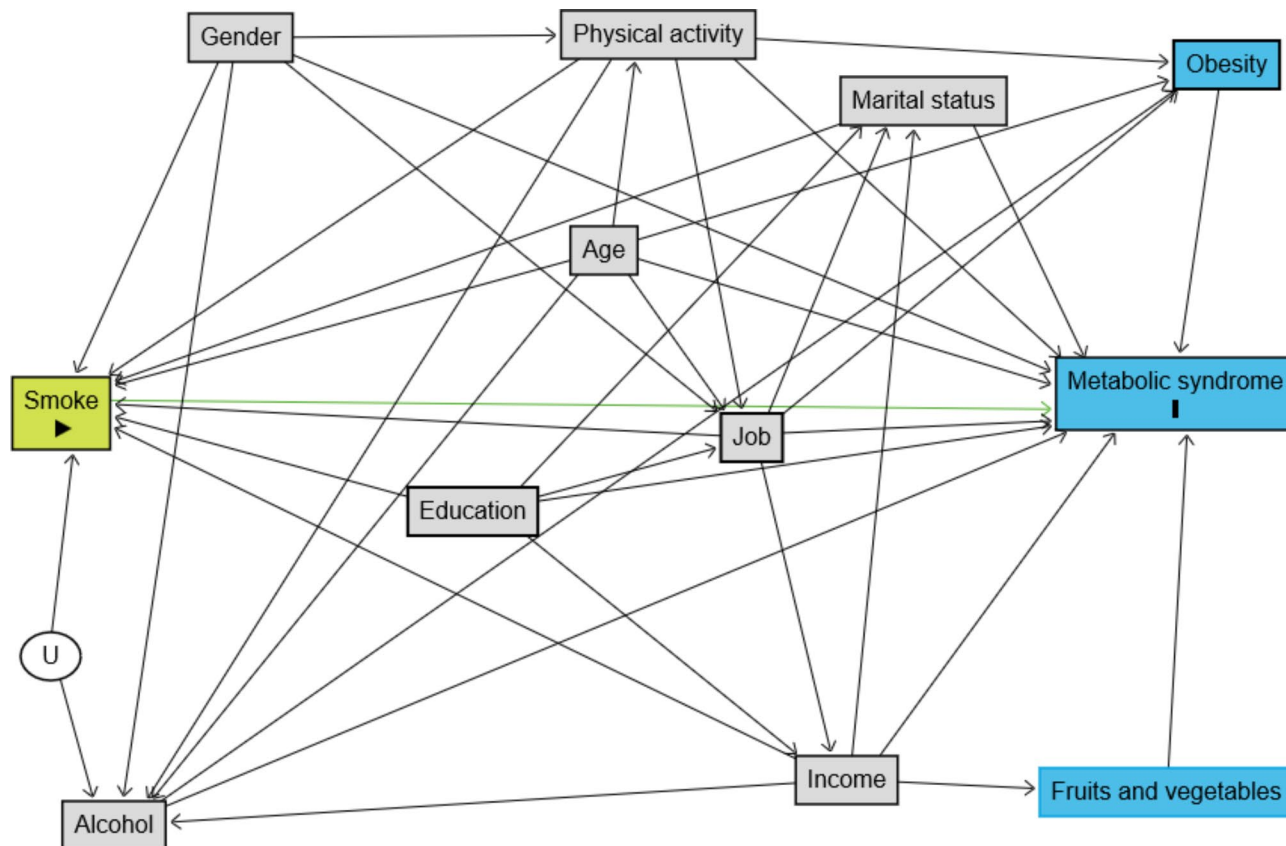 Gender
Physical activity
Obesity
Marital status
Age
Smoke
Metabolic syndrome
Job
Education
U
Income
Fruits and vegetables
Alcohol